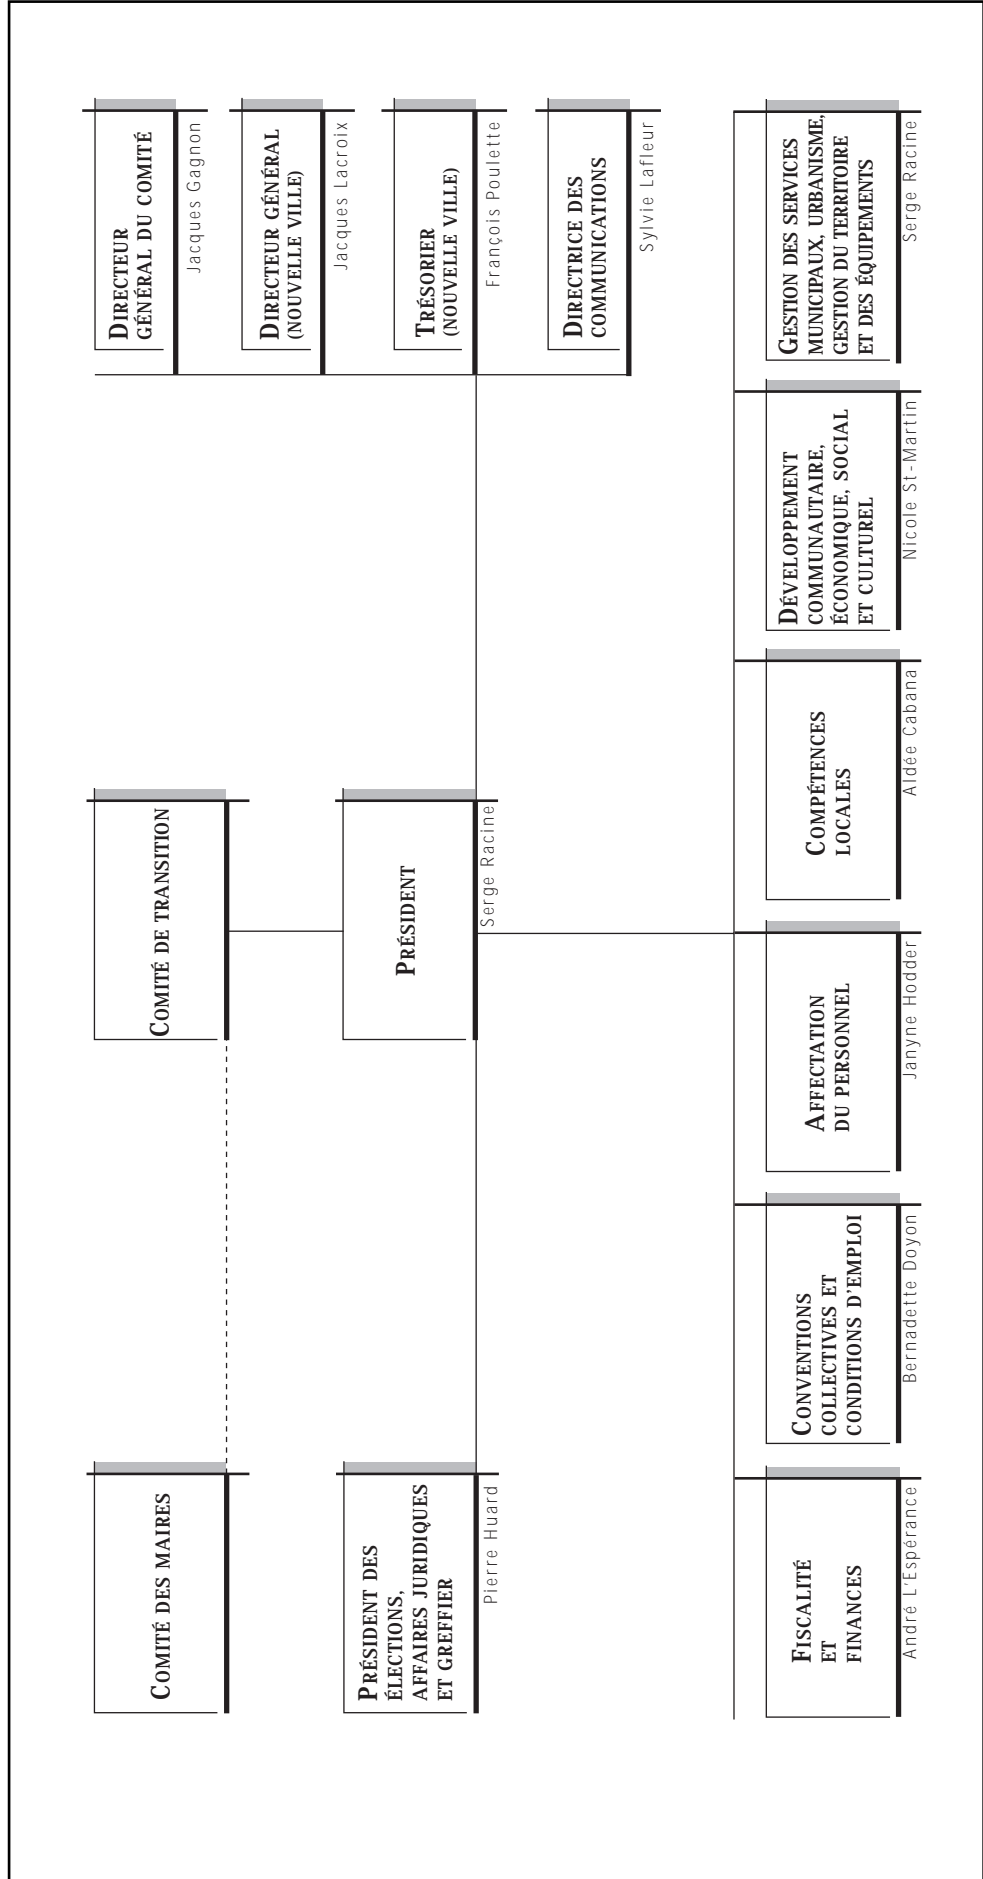 COMITÉ DES MAIRES
COMITÉ DE TRANSITION
DIRECTEUR
GÉNÉRAL DU COMITÉ
Jacques Gagnon
DIRECTEUR GÉNÉRAL
(NOUVELLE VILLE)
Jacques Lacroix
PRÉSIDENT DES
ÉLECTIONS,
AFFAIRES JURIDIQUES
ET GREFFIER
Pierre Huard
PRÉSIDENT
Serge Racine
TRÉSORIER
(NOUVELLE VILLE)
François Poulette
DIRECTRICE DES
COMMUNICATIONS
Sylvie Lafleur
FISCALITÉ
ET
FINANCES
André L'Espérance
CONVENTIONS
COLLECTIVES ET
CONDITIONS D'EMPLOI
Bernadette Doyon
AFFECTATION
DU PERSONNEL
Janyne Hodder
COMPÉTENCES
LOCALES
Aldée Cabana
DÉVELOPPEMENT
COMMUNAUTAIRE,
ÉCONOMIQUE, SOCIAL
ET CULTUREL
Nicole St-Martin
GESTION DES SERVICES
MUNICIPAUX, URBANISME,
GESTION DU TERRITOIRE
ET DES ÉQUIPEMENTS
Serge Racine